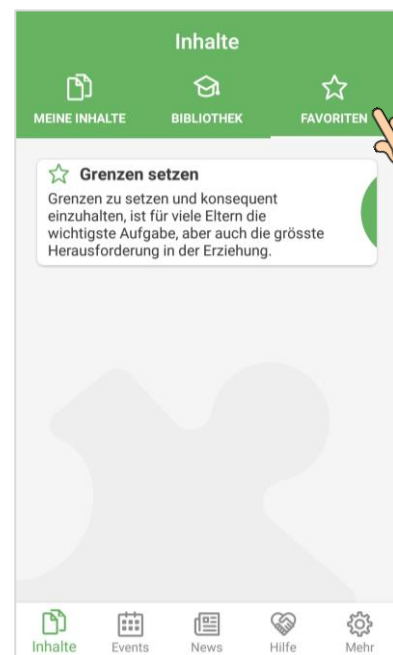 Inhalte
MEINE INHALTE
BIBLIOTHEK
FAVORITEN
Grenzen setzen
Grenzen zu setzen und konsequent
einzuhalten, ist für viele Eltern die
wichtigste Aufgabe, aber auch die grösste
Herausforderung in der Erziehung.
Inhalte
Events
News
Hilfe
Mehr